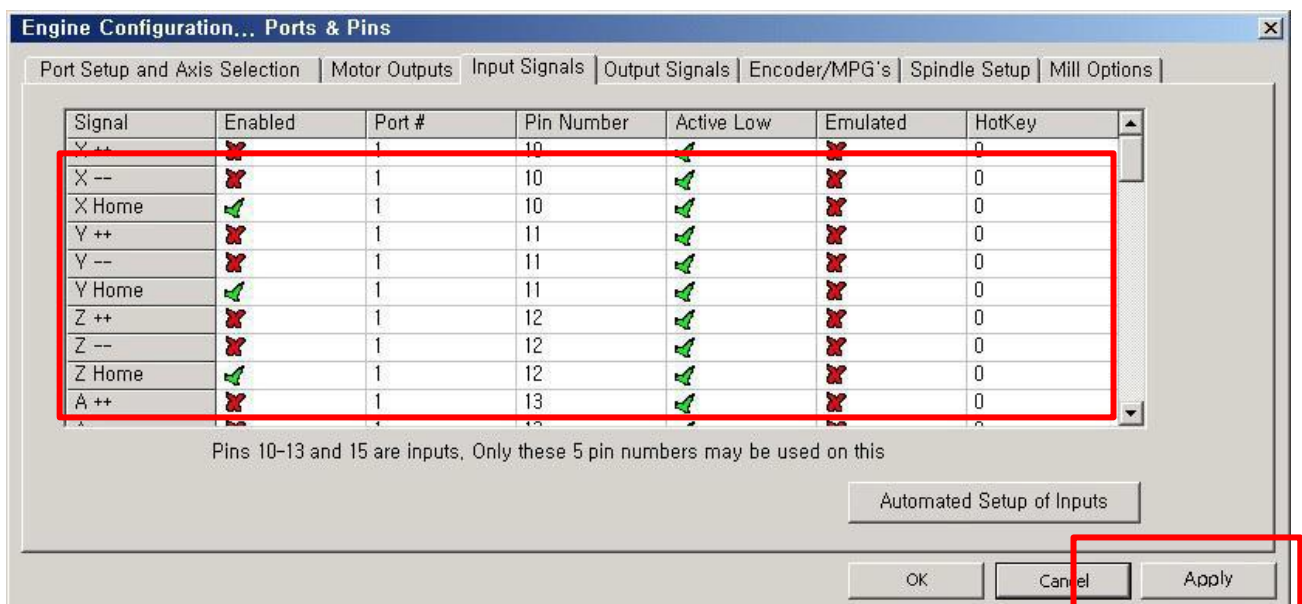 Engine Configuration... Ports & Pins
Port Setup and Axis Selection Motor Outputs Input Signals Output Signals Encoder/MPG's Spindle Setup Mill Options
Signal Enabled Port # Pin Number Active Low Emulated HotKey
X ++ 1 10 0
X -- 1 10 0
X Home 1 10 0
Y ++ 1 11 0
Y -- 1 11 0
Y Home 1 11 0
Z ++ 1 12 0
Z -- 1 12 0
Z Home 1 12 0
A ++ 1 13 0
Pins 10-13 and 15 are inputs. Only these 5 pin numbers may be used on this
Automated Setup of Inputs
OK Cancel Apply